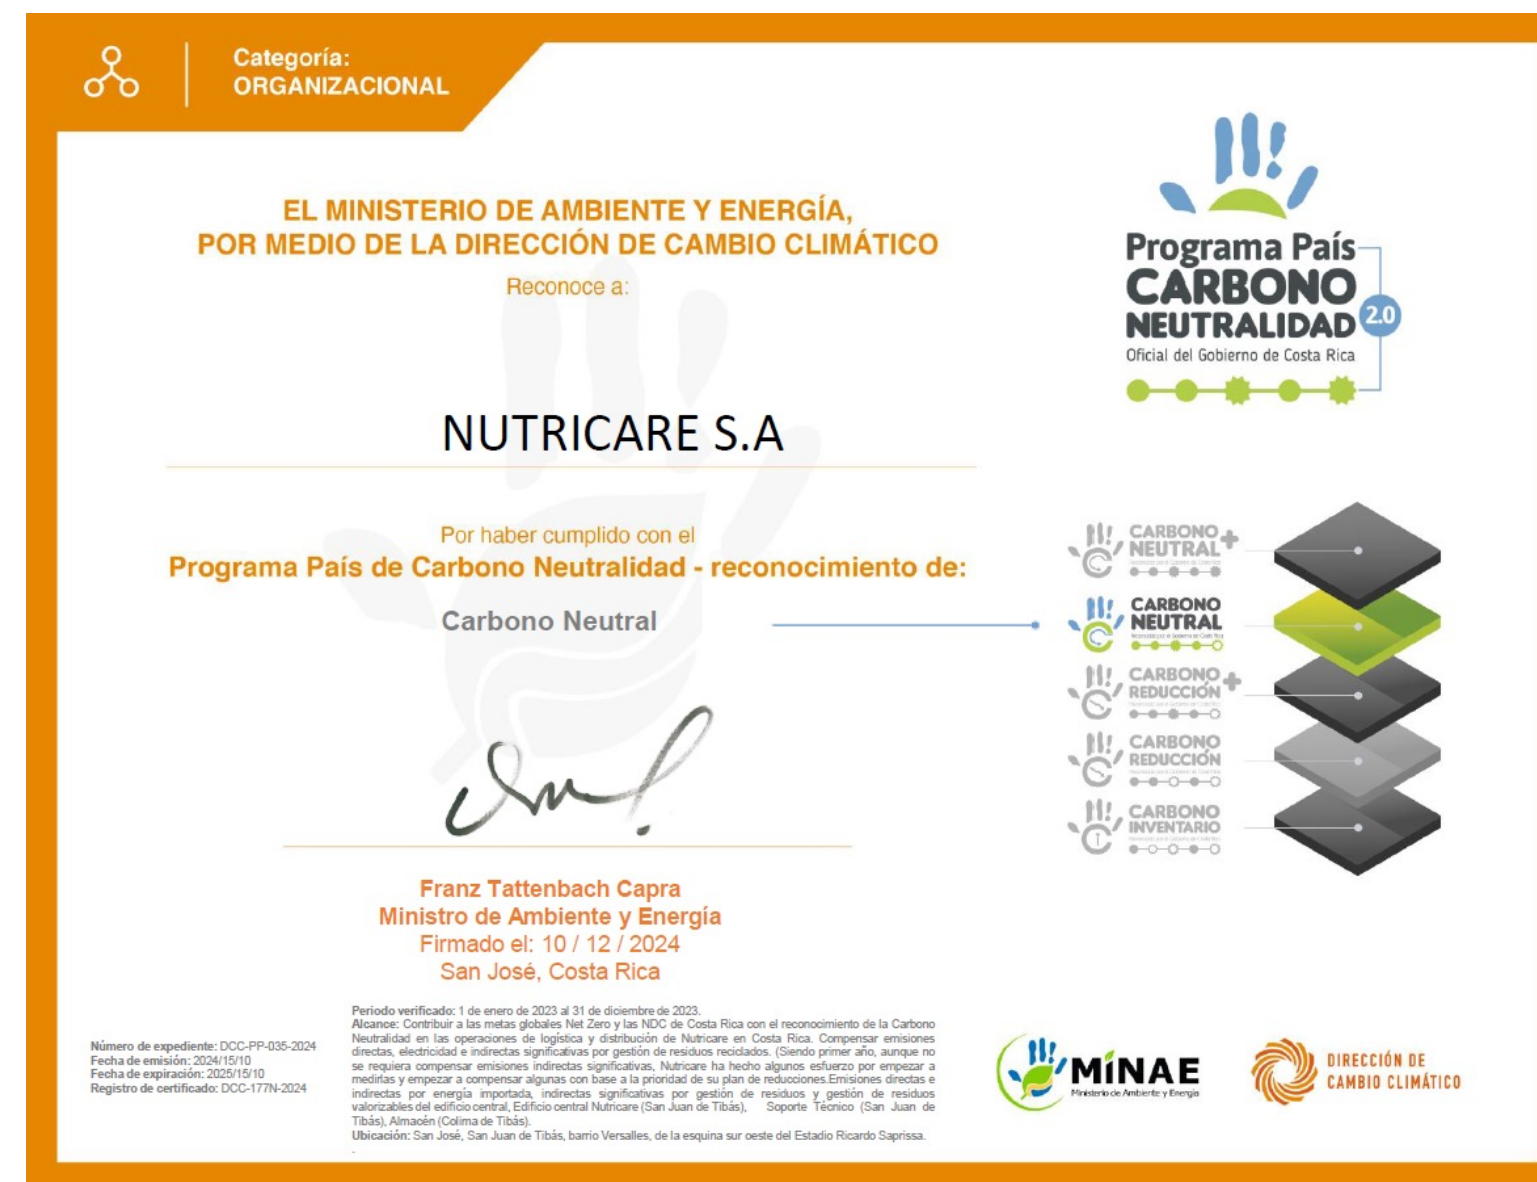 Categoría:
ORGANIZACIONAL
EL MINISTERIO DE AMBIENTE Y ENERGÍA,
POR MEDIO DE LA DIRECCIÓN DE CAMBIO CLIMÁTICO
Reconoce a:
NUTRICARE S.A
Por haber cumplido con el
Programa País de Carbono Neutralidad - reconocimiento de:
Carbono Neutral
Franz Tattenbach Capra
Ministro de Ambiente y Energía
Firmado el: 10 / 12 / 2024
San José, Costa Rica
Programa País
CARBONO
NEUTRALIDAD
2.0
Oficial del Gobierno de Costa Rica
CARBONO
NEUTRAL+
CARBONO
NEUTRAL
CARBONO
REDUCCIÓN+
CARBONO
REDUCCIÓN
CARBONO
INVENTARIO
Número de expediente: DCC-PP-035-2024
Fecha de emisión: 2024/15/10
Fecha de expiración: 2025/15/10
Registro de certificado: DCC-177N-2024
Periodo verificado: 1 de enero de 2023 al 31 de diciembre de 2023.
Alcance: Contribuir a las metas globales Net Zero y las NDC de Costa Rica con el reconocimiento de la Carbono
Neutralidad en las operaciones de logística y distribución de Nutricare en Costa Rica. Compensar emisiones
directas, electricidad e indirectas significativas por gestión de residuos reciclados. (Siendo primer año, aunque no
se requiera compensar emisiones indirectas significativas, Nutricare ha hecho algunos esfuerzo por empezar a
medirlas y empezar a compensar algunas con base a la prioridad de su plan de reducciones.Emisiones directas e
indirectas por energía importada, indirectas significativas por gestión de residuos y gestión de residuos
valorizables del edificio central, Edificio central Nutricare (San Juan de Tibás), Soporte Técnico (San Juan de
Tibás), Almacén (Colima de Tibás).
Ubicación: San José, San Juan de Tibás, barrio Versalles, de la esquina sur oeste del Estadio Ricardo Saprissa.
.
MINAE
Ministerio de Ambiente y Energía
DIRECCIÓN DE
CAMBIO CLIMÁTICO